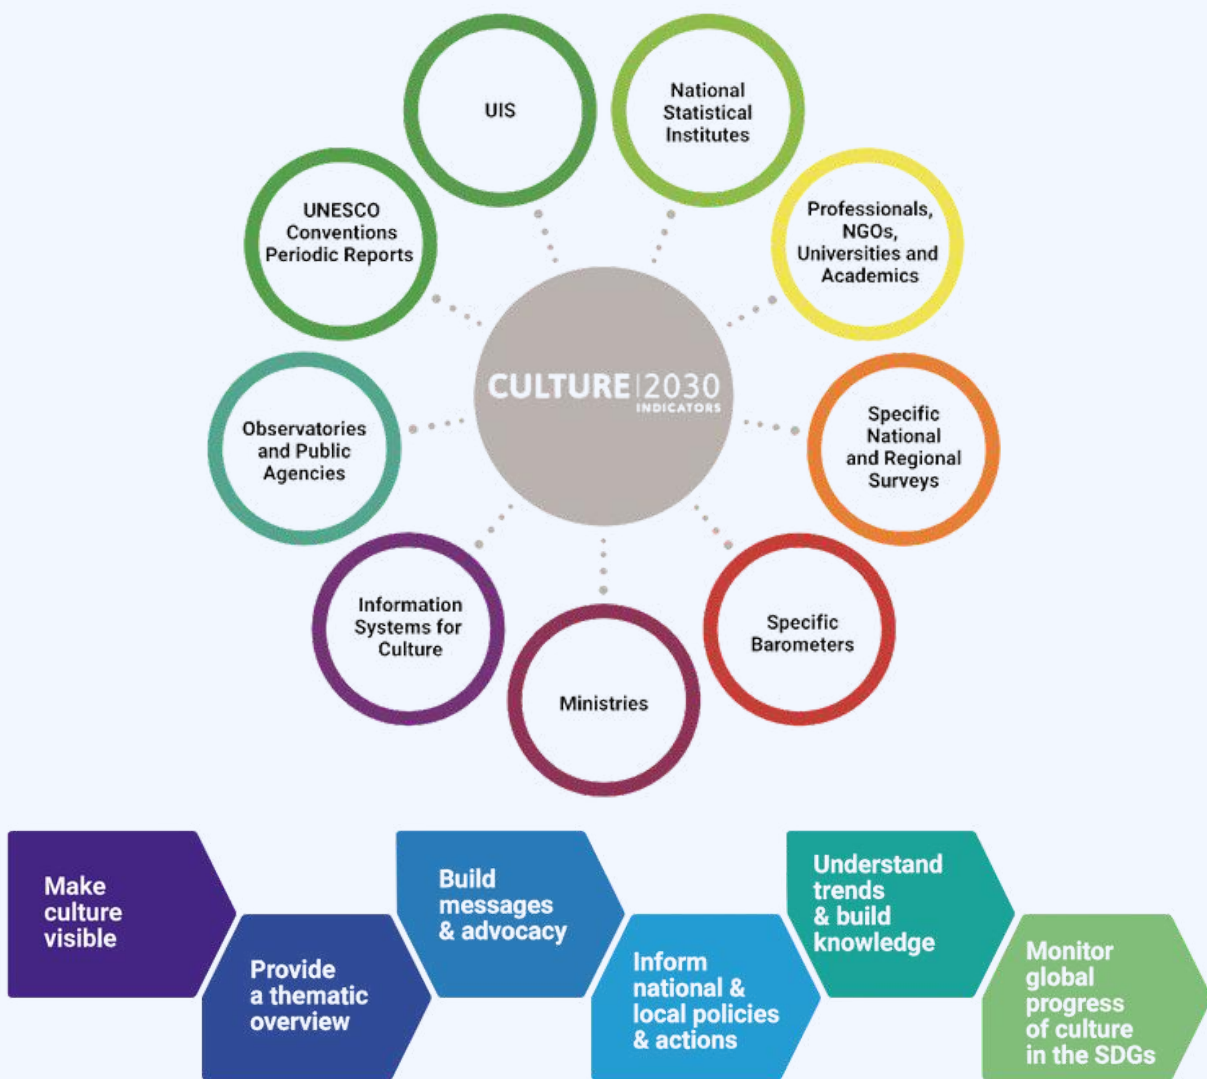 UIS
National
Statistical
Institutes
UNESCO
Conventions
Periodic Reports
Professionals,
NGOs,
Universities and
Academics
CULTURE|2030
INDICATORS
Observatories
and Public
Agencies
Specific
National
and Regional
Surveys
Information
Systems for
Culture
Specific
Barometers
Ministries
Make
culture
visible
Provide
a thematic
overview
Build
messages
& advocacy
Inform
national &
local policies
& actions
Understand
trends
& build
knowledge
Monitor
global
progress
of culture
in the SDGs